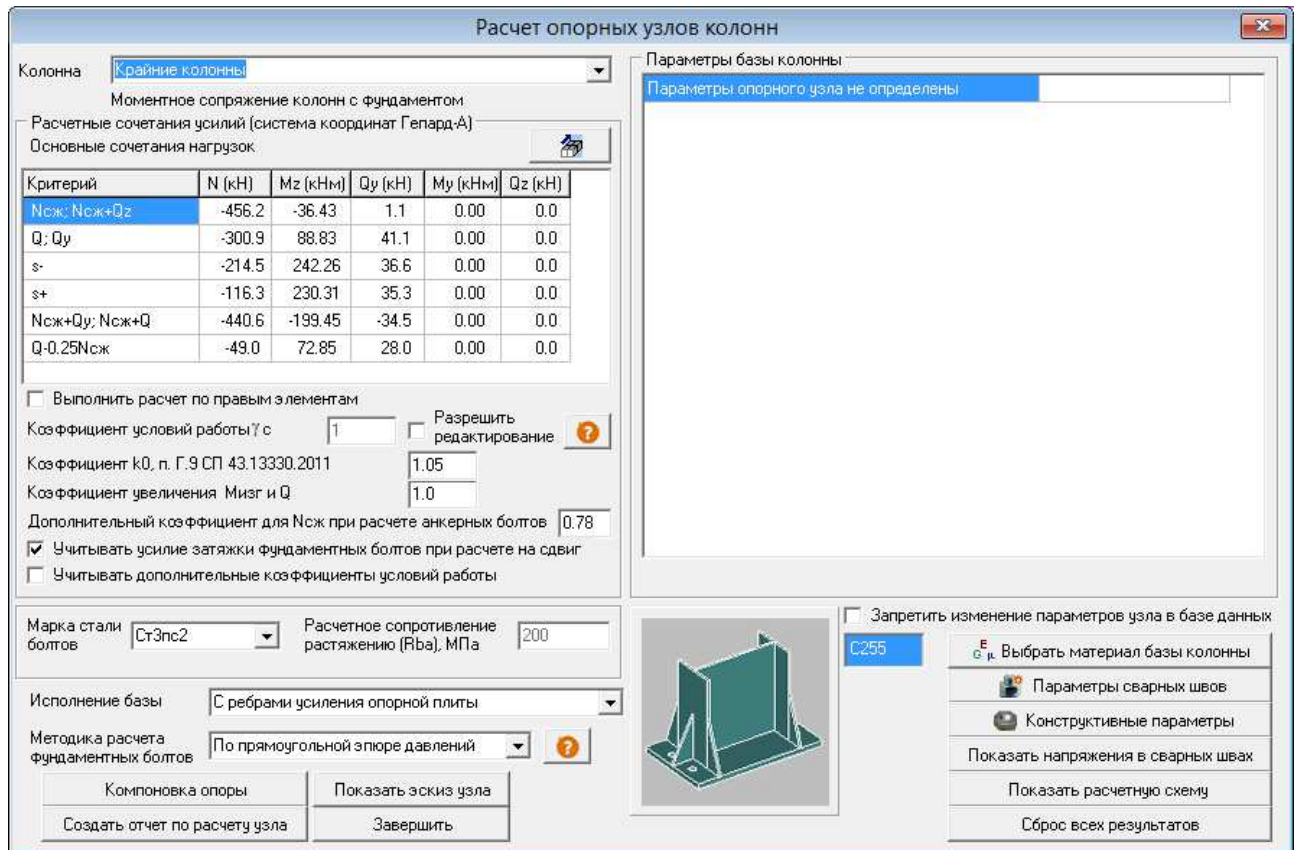 Расчет опорных узлов колонн
Колонна Крайние колонны
Моментное сопряжение колонн с фундаментом
Расчетные сочетания усилий (система координат Гепард-А)
Основные сочетания нагрузок
Критерий N (кН) Mz (кНм) Qy (кН) My (кНм) Qz (кН)
Nсж; Nсж+Qz -456.2 -36.43 1.1 0.00 0.0
Q; Qy -300.9 88.83 41.1 0.00 0.0
s- -214.5 242.26 36.6 0.00 0.0
s+ -116.3 230.31 35.3 0.00 0.0
Nсж+Qy; Nсж+Q -440.6 -199.45 -34.5 0.00 0.0
Q-0.25Nсж -49.0 72.85 28.0 0.00 0.0
Выполнить расчет по правым элементам
Коэффициент условий работы γ с 1 Разрешить
редактирование
Коэффициент k0, п. Г.9 СП 43.13330.2011 1.05
Коэффициент увеличения Mизг и Q 1.0
Дополнительный коэффициент для Nсж при расчете анкерных болтов 0.78
Учитывать усилие затяжки фундаментных болтов при расчете на сдвиг
Учитывать дополнительные коэффициенты условий работы
Марка стали
болтов Ст3пс2
Расчетное сопротивление
растяжению (Rba), МПа 200
Исполнение базы С ребрами усиления опорной плиты
Методика расчета
фундаментных болтов По прямоугольной эпюре давлений
Компоновка опоры Показать эскиз узла
Создать отчет по расчету узла Завершить
Параметры базы колонны
Параметры опорного узла не определены
Запретить изменение параметров узла в базе данных
C255 E G μ Выбрать материал базы колонны
Параметры сварных швов
Конструктивные параметры
Показать напряжения в сварных швах
Показать расчетную схему
Сброс всех результатов